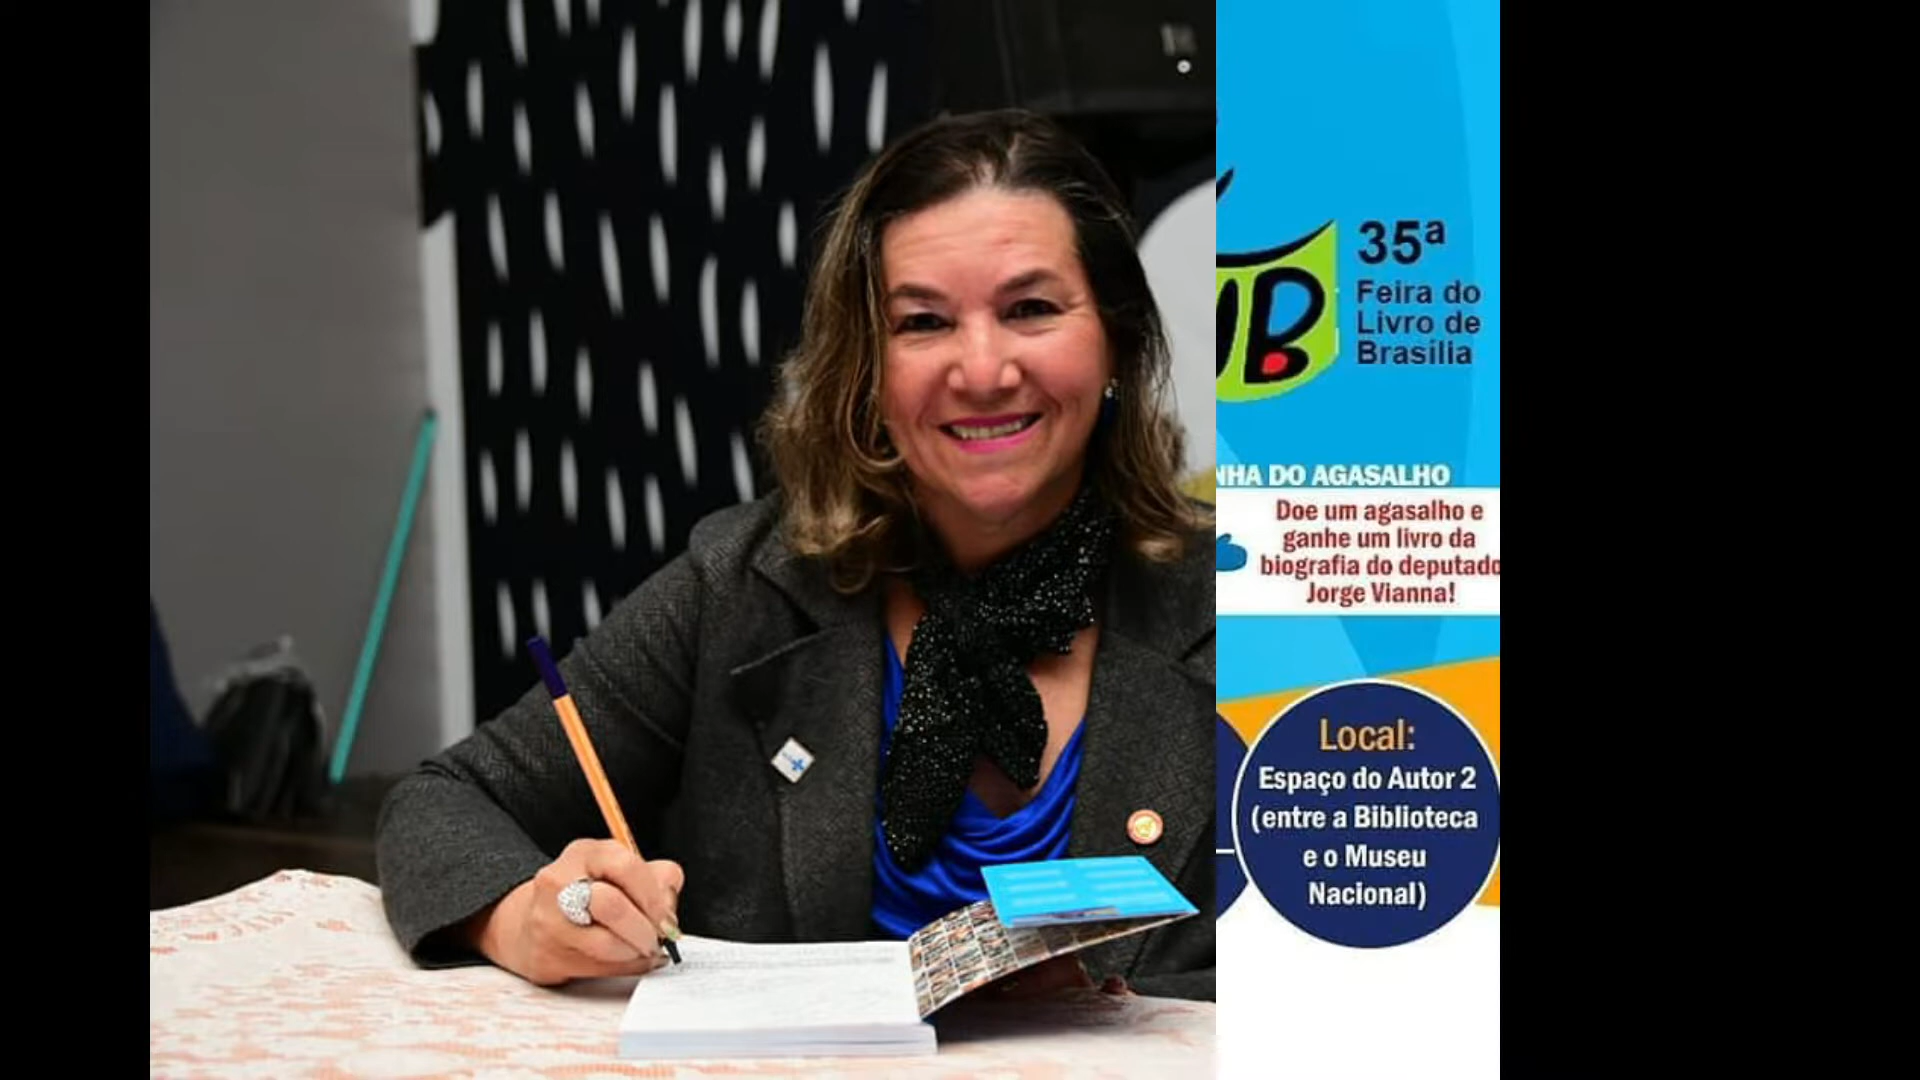 35ª
Feira do
Livro de
Brasília
NHA DO AGASALHO
Doe um agasalho e
ganhe um livro da
biografia do deputado
Jorge Vianna!
Local:
Espaço do Autor 2
(entre a Biblioteca
e o Museu
Nacional)